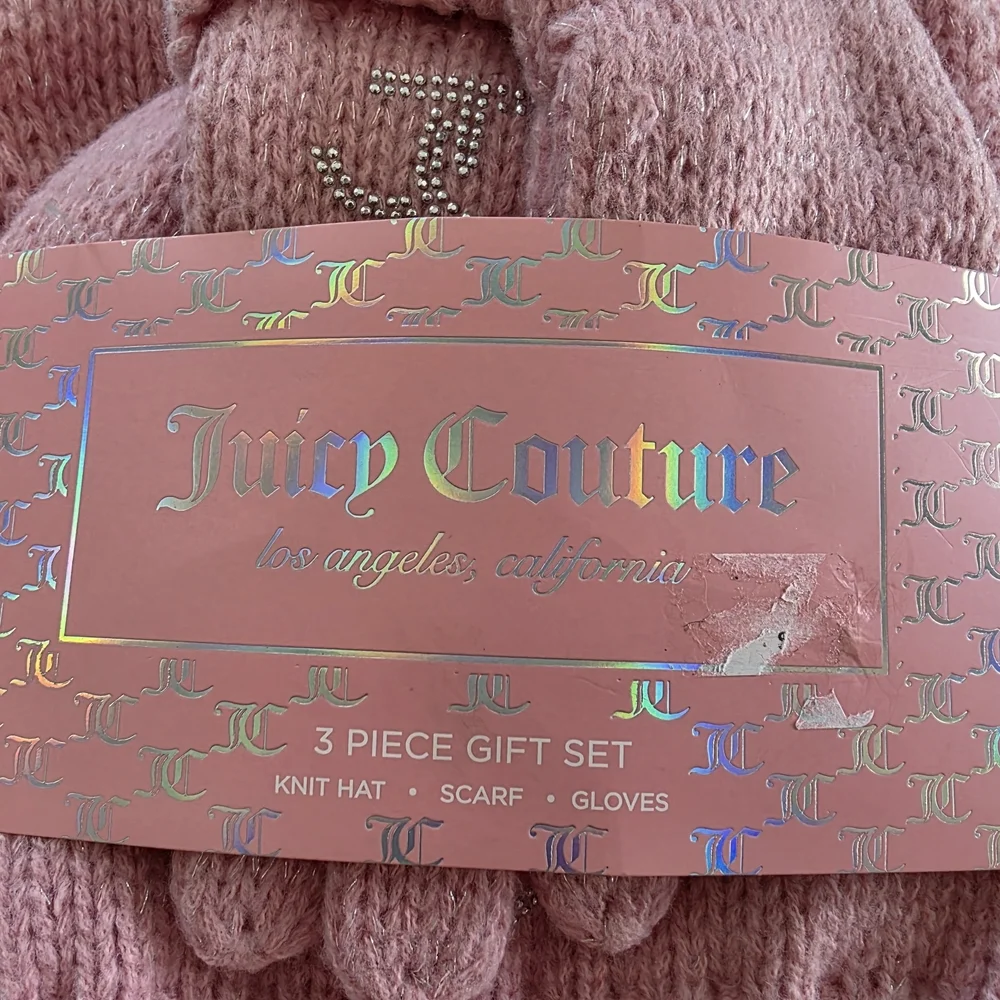 Juicy Couture
los angeles, california
3 PIECE GIFT SET
KNIT HAT • SCARF • GLOVES